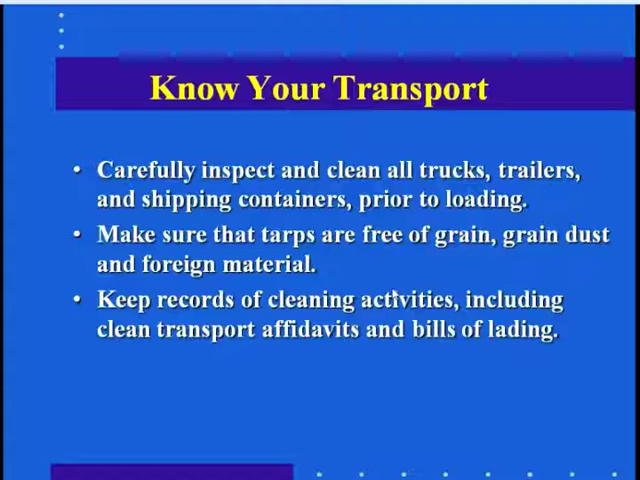 Know Your Transport
• Carefully inspect and clean all trucks, trailers,
and shipping containers, prior to loading.
• Make sure that tarps are free of grain, grain dust
and foreign material.
• Keep records of cleaning activities, including
clean transport affidavits and bills of lading.